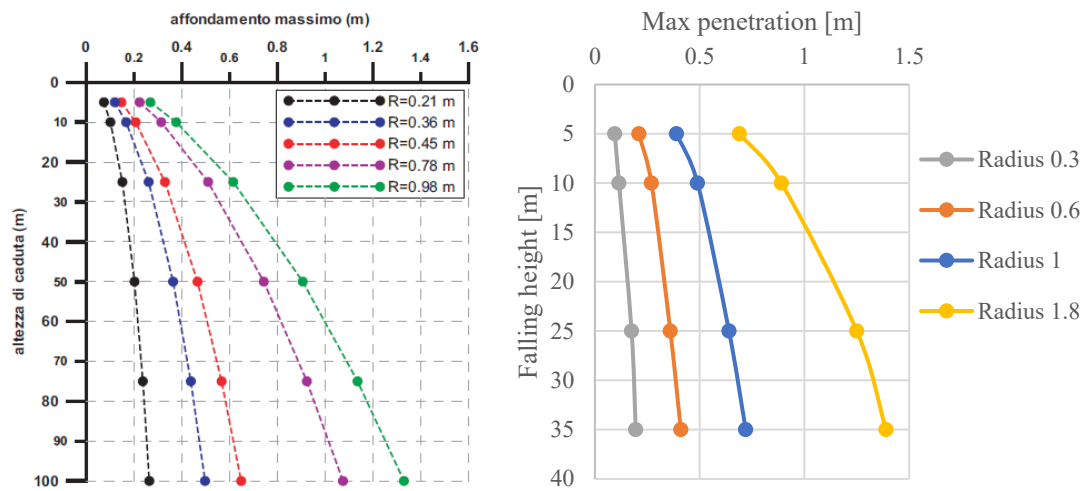 affondamento massimo (m)
0 0.4 0.8 1.2 1.6
0.2 0.6 1 1.4
altezza di caduta (m)
0
10
20
30
40
50
60
70
80
90
100
R=0.21 m
R=0.36 m
R=0.45 m
R=0.78 m
R=0.98 m
Max penetration [m]
0 0.5 1 1.5
Falling height [m]
0
5
10
15
20
25
30
35
40
Radius 0.3
Radius 0.6
Radius 1
Radius 1.8